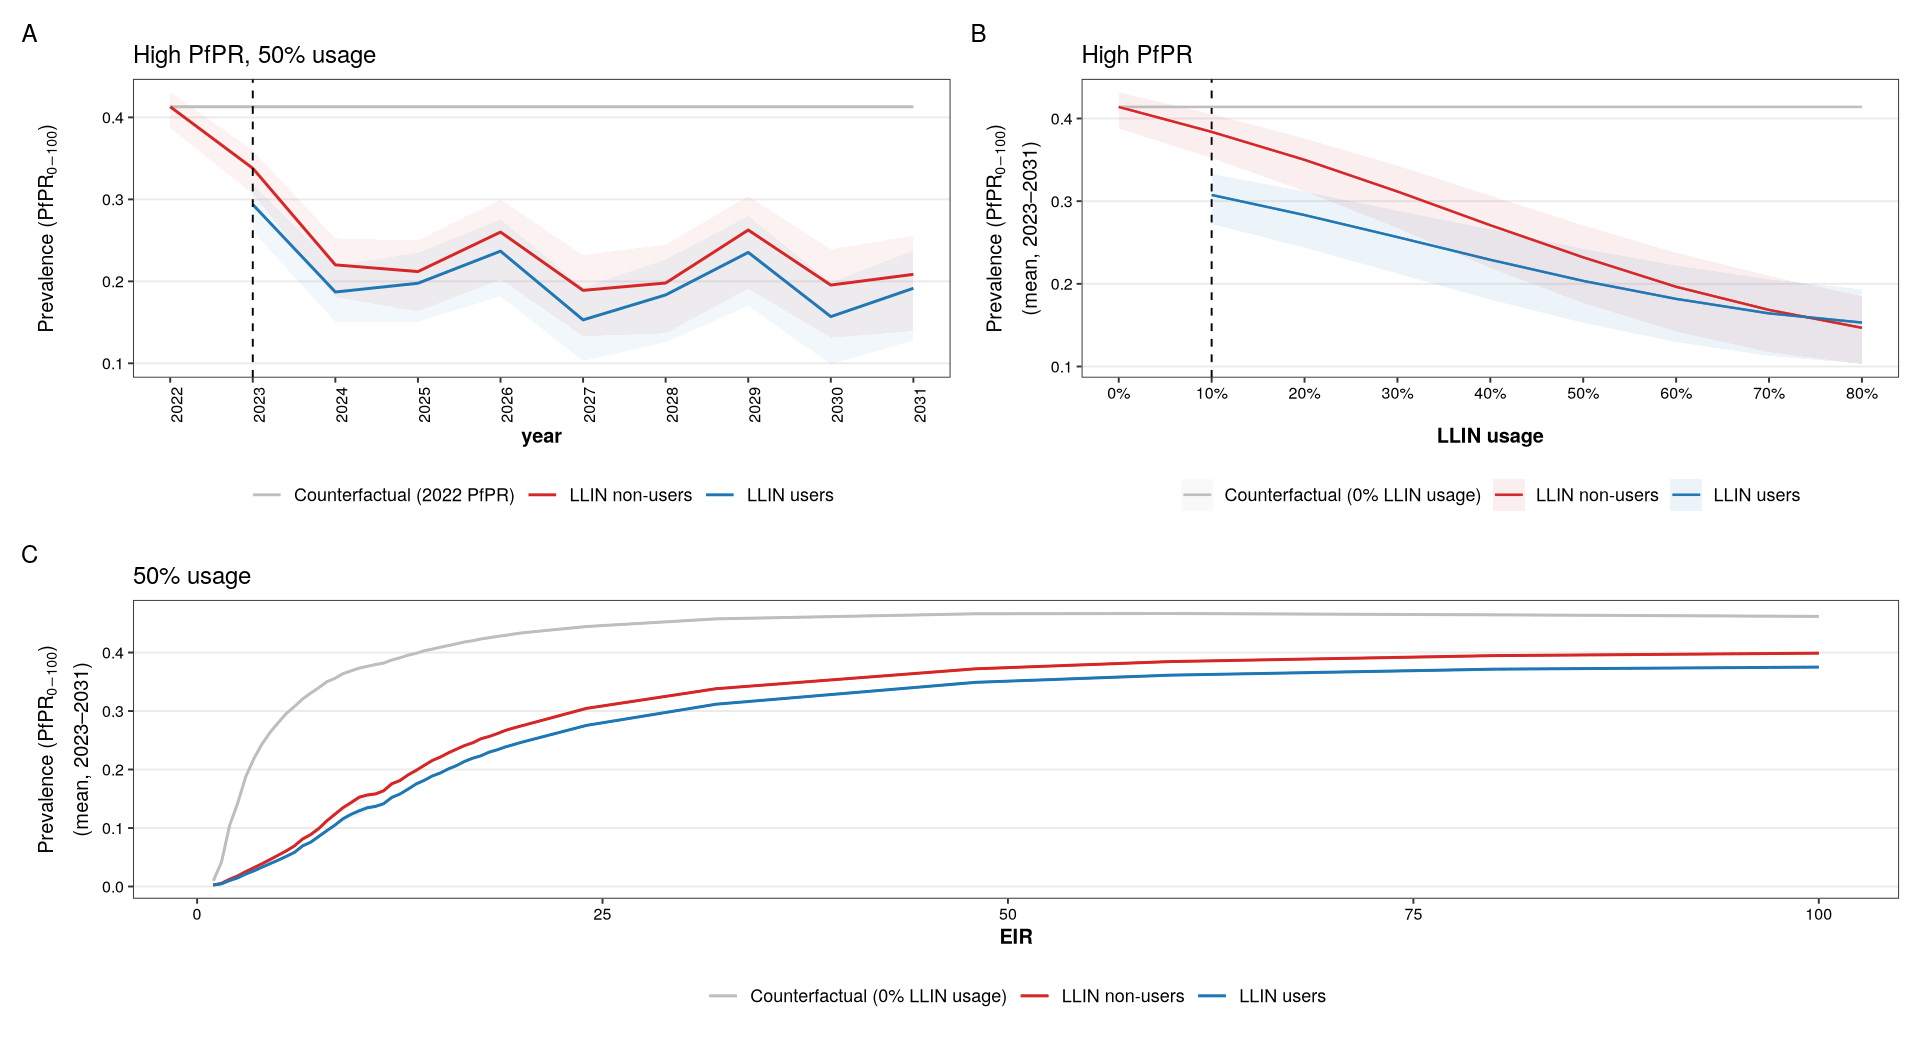 A
High PfPR, 50% usage
Prevalence (PfPR0−100)
0.4
0.3
0.2
0.1
2022
2023
2024
2025
2026
2027
2028
2029
2030
2031
year
Counterfactual (2022 PfPR)
LLIN non-users
LLIN users
B
High PfPR
Prevalence (PfPR0−100)
(mean, 2023–2031)
0.4
0.3
0.2
0.1
0%
10%
20%
30%
40%
50%
60%
70%
80%
LLIN usage
Counterfactual (0% LLIN usage)
LLIN non-users
LLIN users
C
50% usage
Prevalence (PfPR0−100)
(mean, 2023–2031)
0.4
0.3
0.2
0.1
0.0
0
25
50
75
100
EIR
Counterfactual (0% LLIN usage)
LLIN non-users
LLIN users